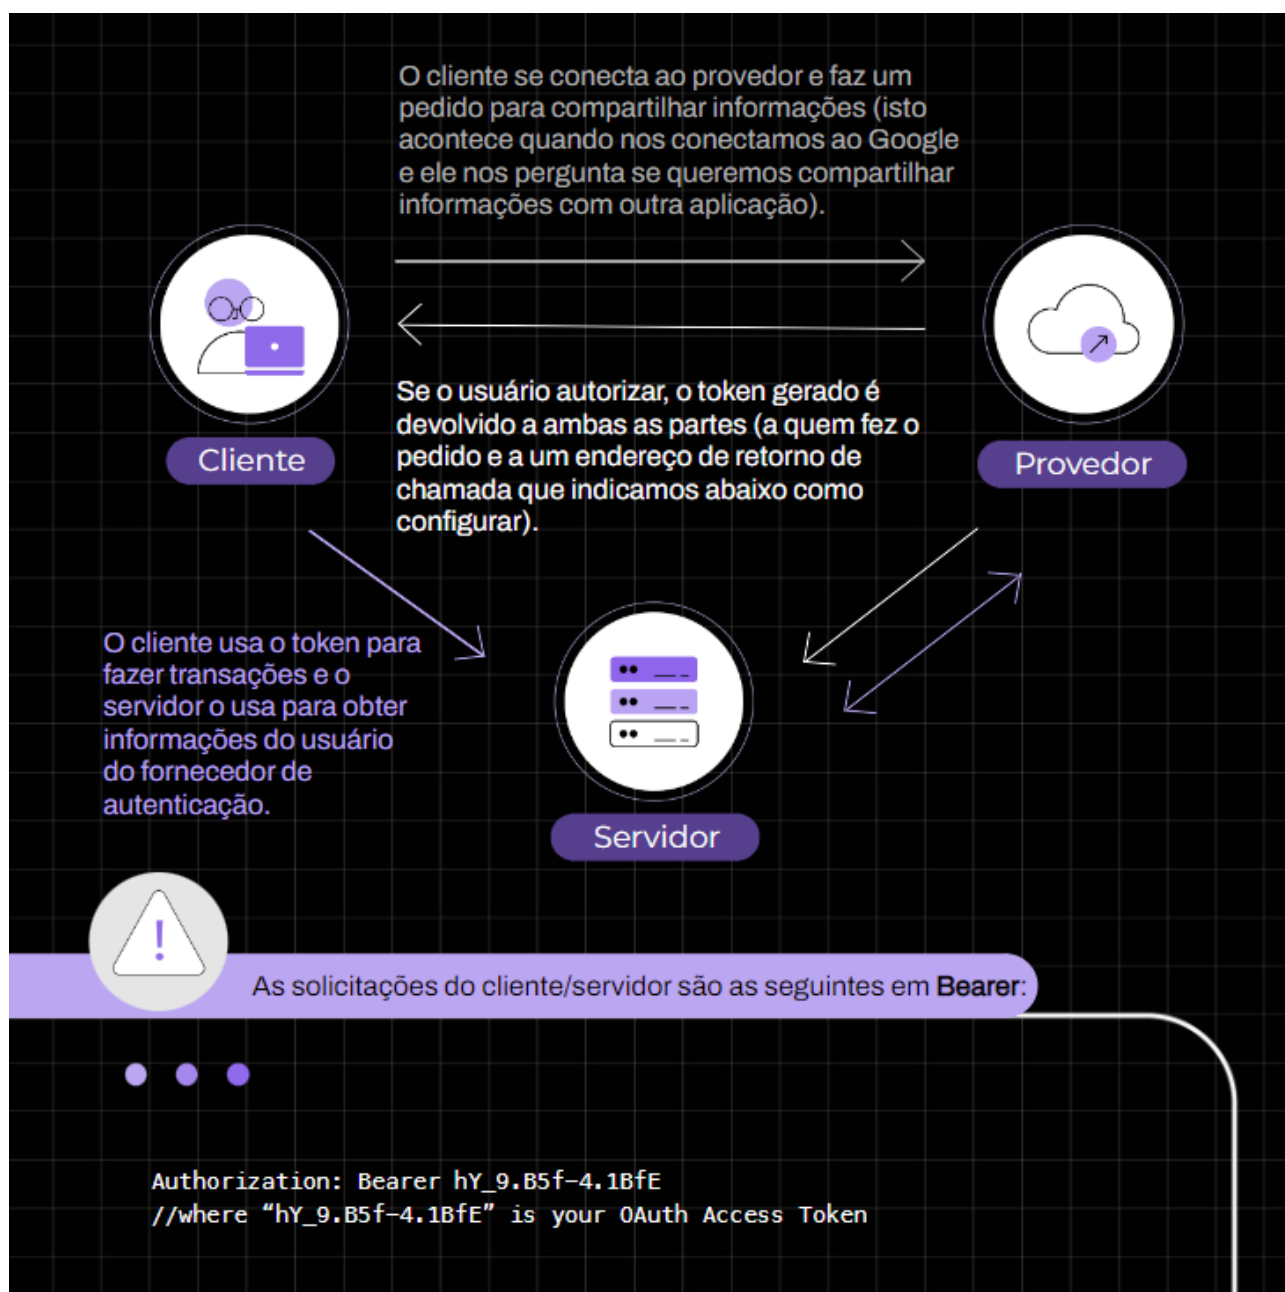 O cliente se conecta ao provedor e faz um
pedido para compartilhar informações (isto
acontece quando nos conectamos ao Google
e ele nos pergunta se queremos compartilhar
informações com outra aplicação).
Cliente
Se o usuário autorizar, o token gerado é
devolvido a ambas as partes (a quem fez o
pedido e a um endereço de retorno de
chamada que indicamos abaixo como
configurar).
Provedor
O cliente usa o token para
fazer transações e o
servidor o usa para obter
informações do usuário
do fornecedor de
autenticação.
Servidor
!
As solicitações do cliente/servidor são as seguintes em Bearer:
Authorization: Bearer hY_9.B5f-4.1BfE
//where “hY_9.B5f-4.1BfE” is your OAuth Access Token